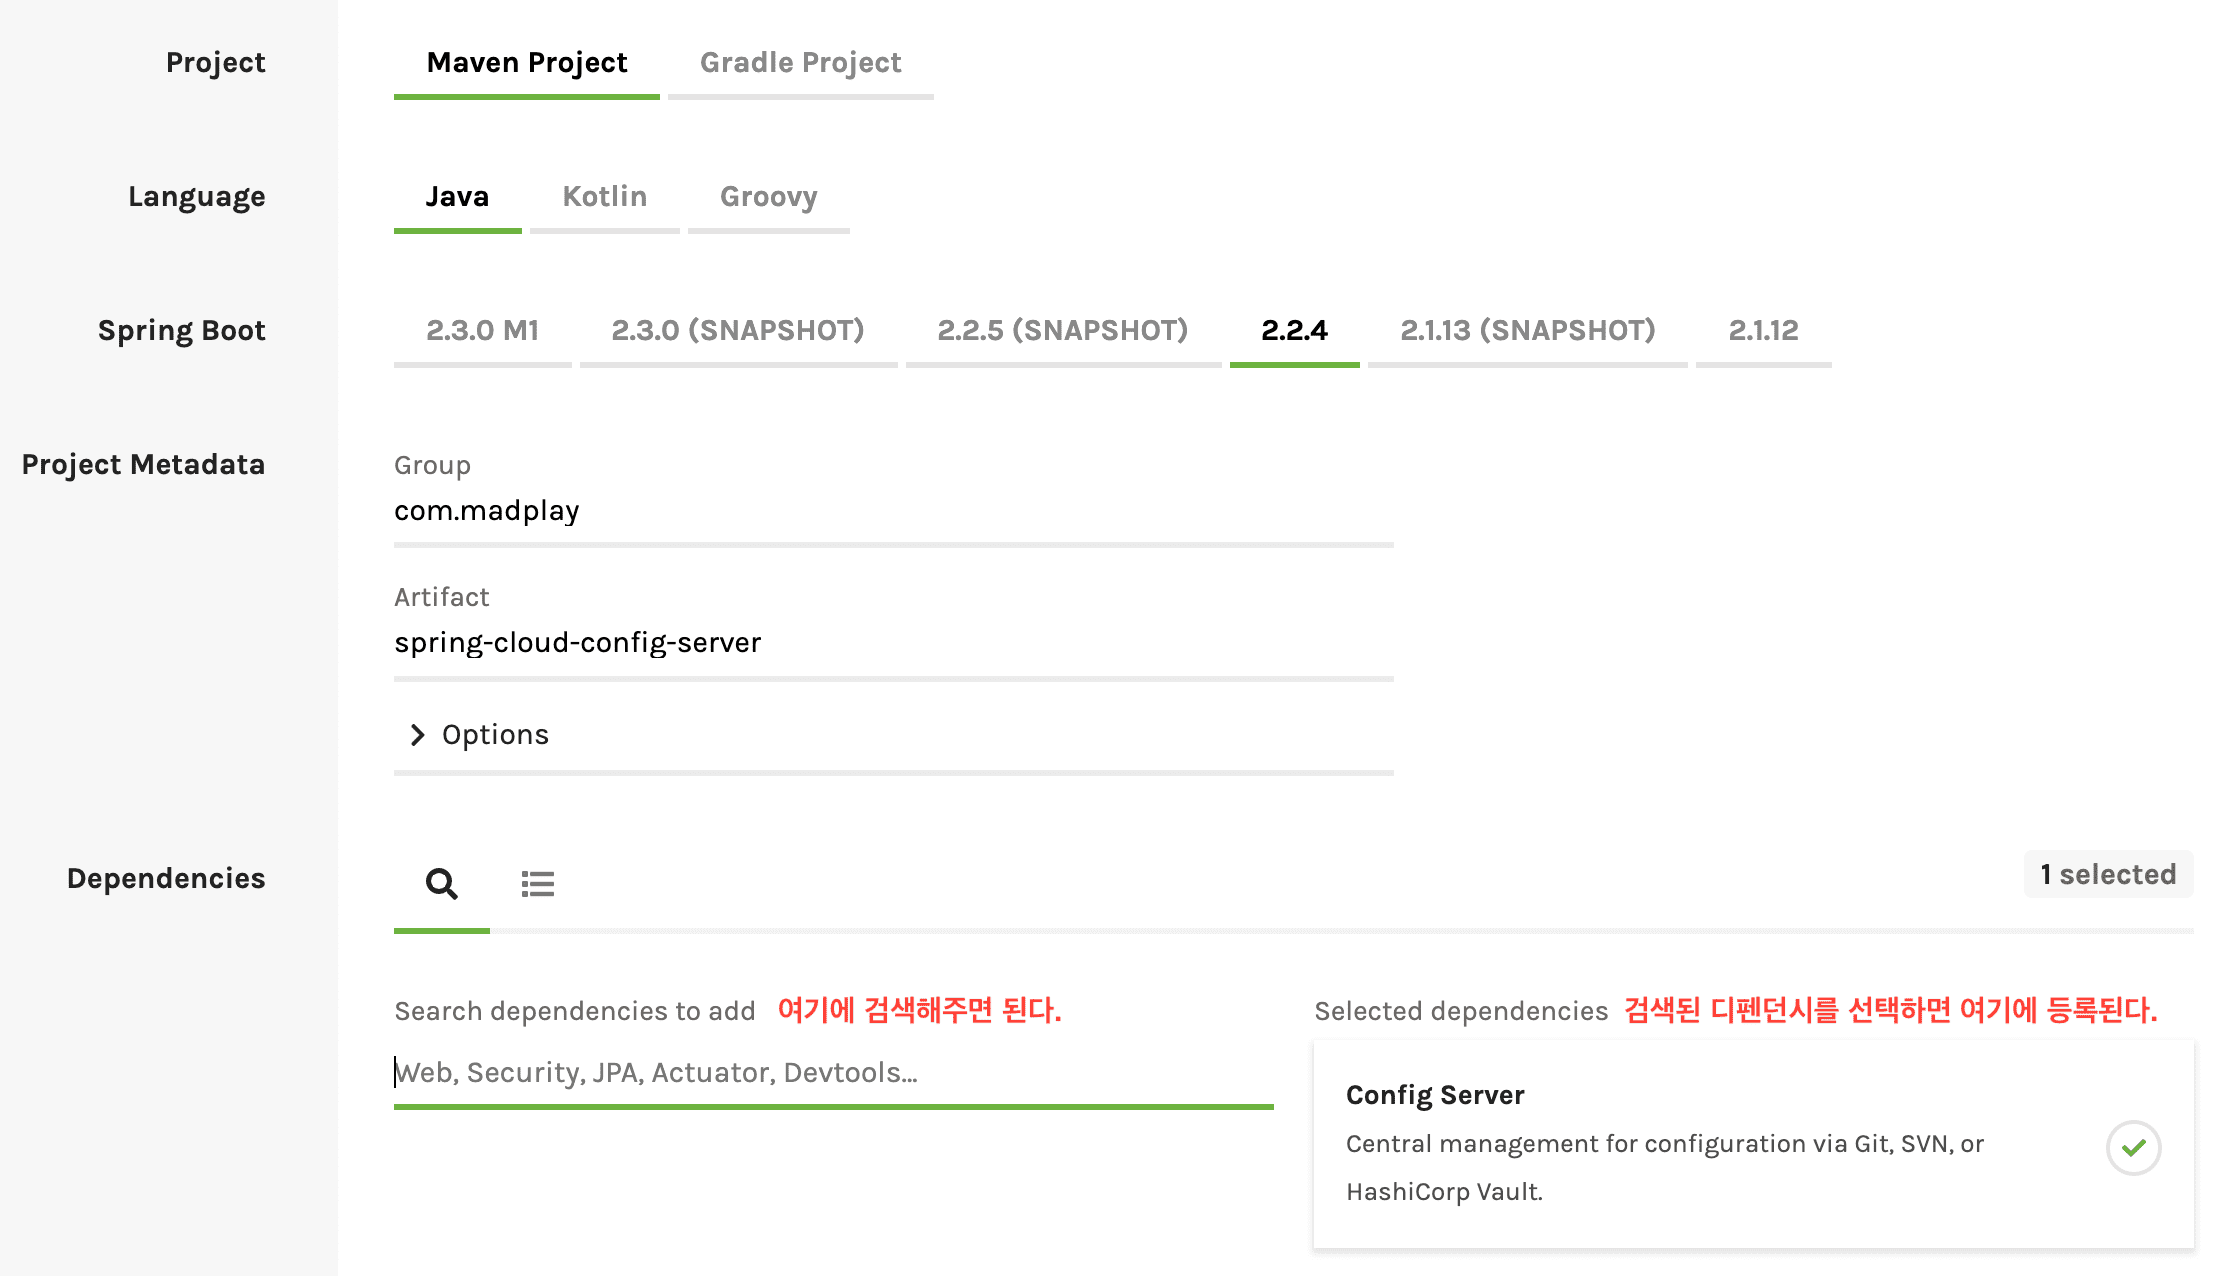 Project
Maven Project
Gradle Project
Language
Java
Kotlin
Groovy
Spring Boot
2.3.0 M1
2.3.0 (SNAPSHOT)
2.2.5 (SNAPSHOT)
2.2.4
2.1.13 (SNAPSHOT)
2.1.12
Project Metadata
Group
com.madplay
Artifact
spring-cloud-config-server
Options
Dependencies
1 selected
Search dependencies to add 여기에 검색해주면 된다.
Web, Security, JPA, Actuator, Devtools...
Selected dependencies 검색된 디펜던시를 선택하면 여기에 등록된다.
Config Server
Central management for configuration via Git, SVN, or
HashiCorp Vault.